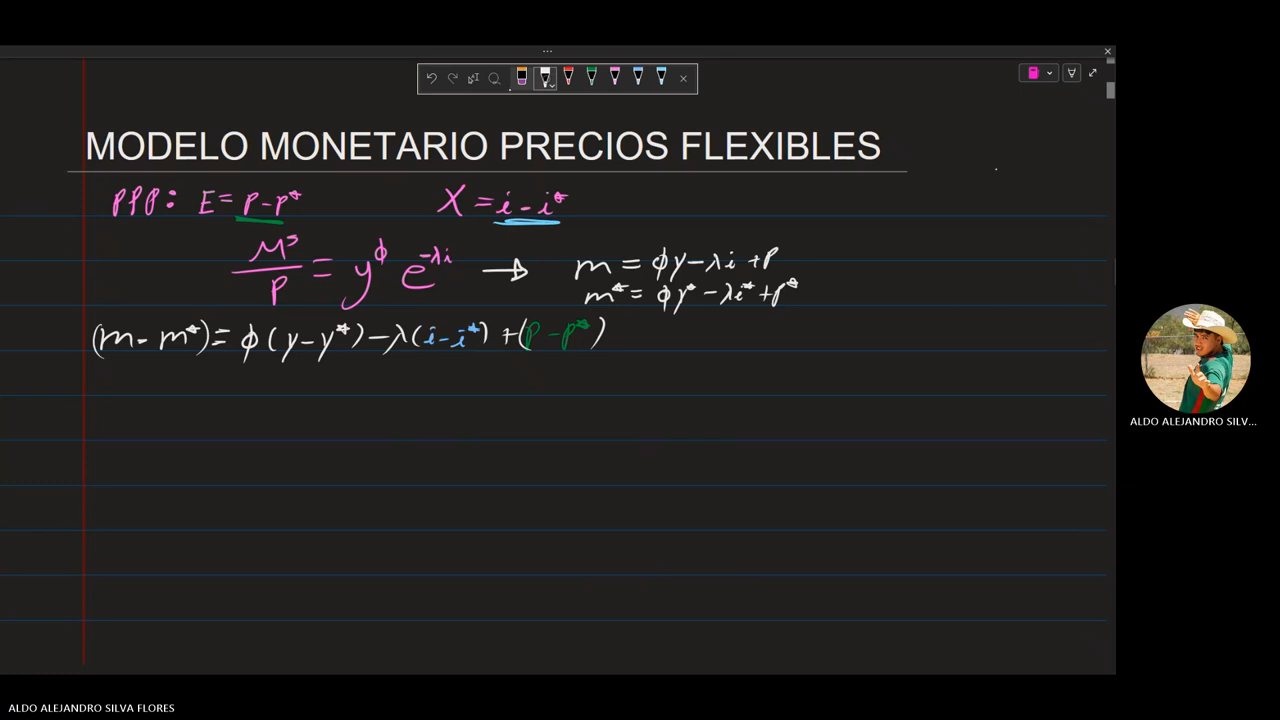 MODELO MONETARIO PRECIOS FLEXIBLES
PPP: E = p - p* X = i - i*
M^s/P = y^ϕ e^{-λi} → m = ϕy - λi + p
m* = ϕy* - λi* + p*
(m - m*) = ϕ(y - y*) - λ(i - i*) + (p - p*)
ALDO ALEJANDRO SILV...
ALDO ALEJANDRO SILVA FLORES